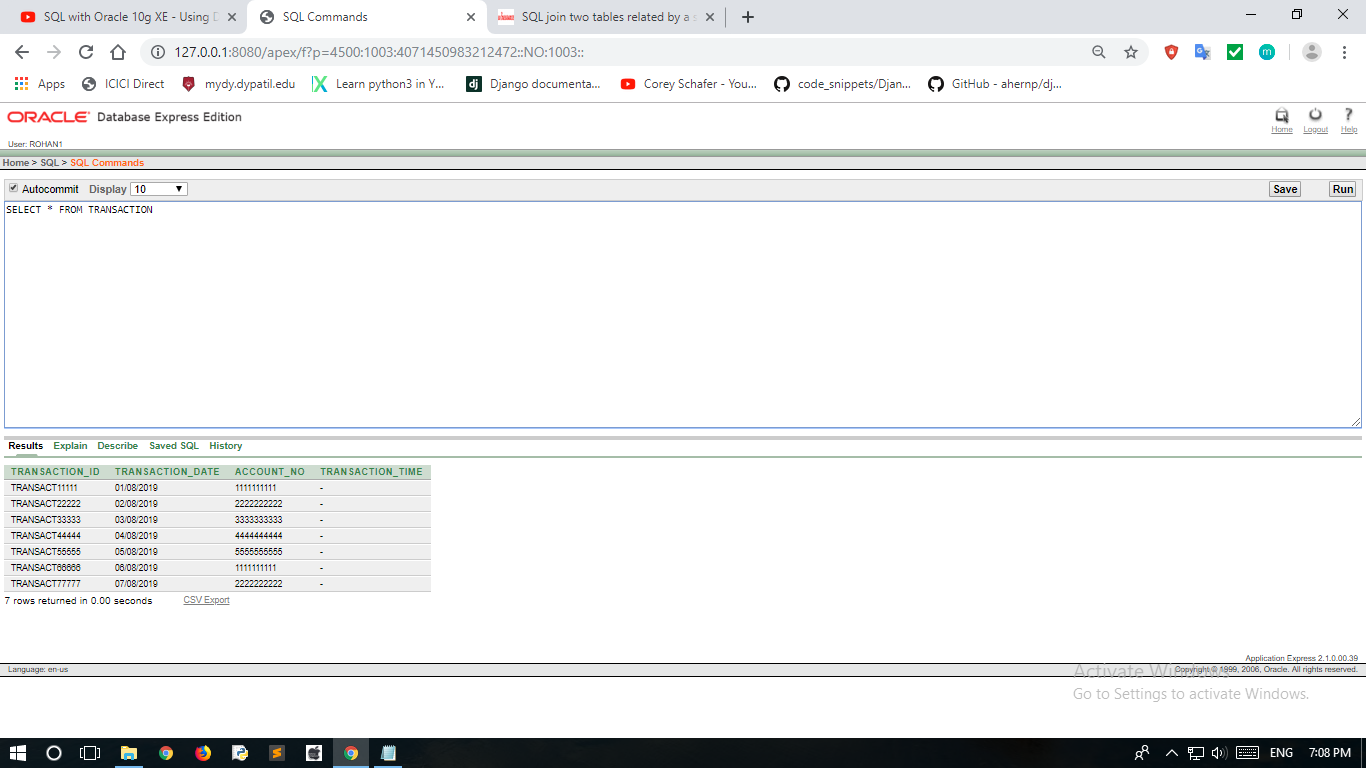 SQL with Oracle 10g XE - Using D
SQL Commands
SQL join two tables related by a s
127.0.0.1:8080/apex/f?p=4500:1003:4071450983212472::NO:1003::
Apps
ICICI Direct
mydy.dypatil.edu
Learn python3 in Y...
dj
Django documenta...
Corey Schafer - You...
code_snippets/Djan...
GitHub - ahernp/dj...
ORACLE Database Express Edition
Home Logout Help
User: ROHAN1
Home > SQL > SQL Commands
Autocommit Display 10 Save Run
SELECT * FROM TRANSACTION
Results Explain Describe Saved SQL History
TRANSACTION_ID TRANSACTION_DATE ACCOUNT_NO TRANSACTION_TIME
TRANSACT11111 01/08/2019 1111111111 -
TRANSACT22222 02/08/2019 2222222222 -
TRANSACT33333 03/08/2019 3333333333 -
TRANSACT44444 04/08/2019 4444444444 -
TRANSACT55555 05/08/2019 5555555555 -
TRANSACT66666 06/08/2019 1111111111 -
TRANSACT77777 07/08/2019 2222222222 -
7 rows returned in 0.00 seconds CSV Export
Application Express 2.1.0.00.39
Language: en-us Copyright © 1999, 2006, Oracle. All rights reserved.
Activate Windows
Go to Settings to activate Windows.
ENG 7:08 PM